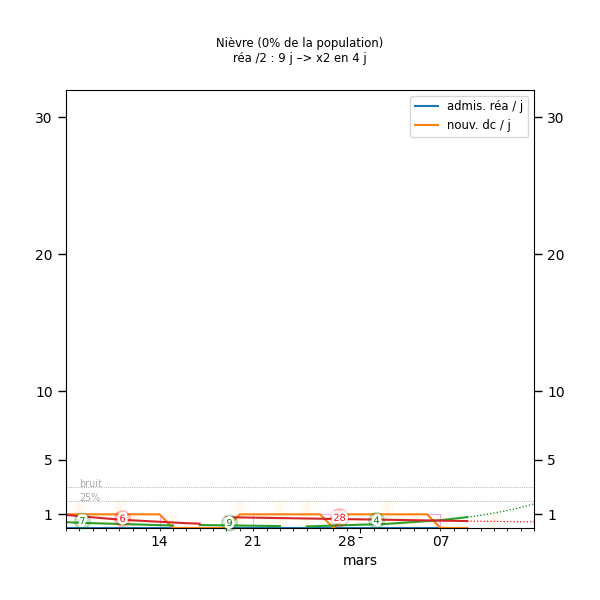 Nièvre (0% de la population)
réa /2 : 9 j –> x2 en 4 j
admis. réa / j
nouv. dc / j
30 30
20 20
10 10
5 5
bruit
25%
1 1
7 6 9 28 4
14 21 28 07
mars